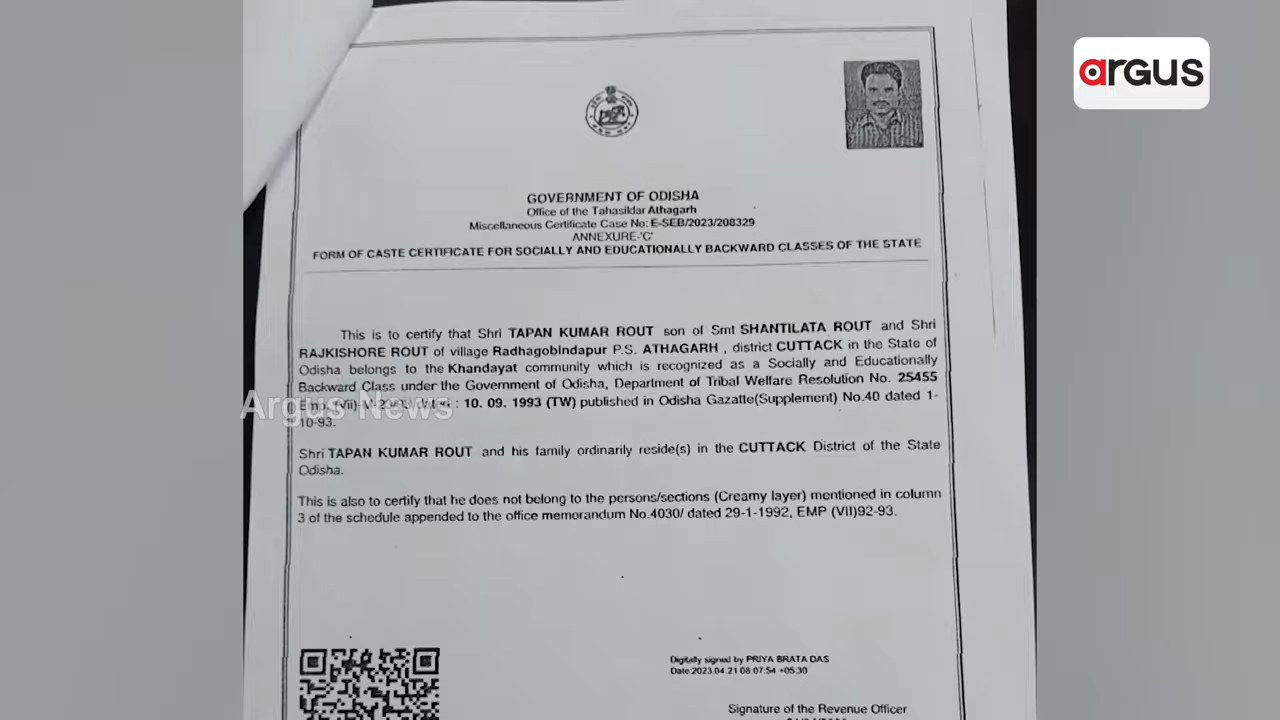 argus
GOVERNMENT OF ODISHA
Office of the Tahasildar Athagarh
Miscellaneous Certificate Case No: E-SEB/2023/208329
ANNEXURE-'C'
FORM OF CASTE CERTIFICATE FOR SOCIALLY AND EDUCATIONALLY BACKWARD CLASSES OF THE STATE
This is to certify that Shri TAPAN KUMAR ROUT son of Smt SHANTILATA ROUT and Shri
RAJKISHORE ROUT of village Radhagobindapur P.S. ATHAGARH , district CUTTACK in the State of
Odisha belongs to the Khandayat community which is recognized as a Socially and Educationally
Backward Class under the Government of Odisha, Department of Tribal Welfare Resolution No. 25455
: 10. 09. 1993 (TW) published in Odisha Gazatte(Supplement) No.40 dated 1-
Argus News
10-93.
Shri TAPAN KUMAR ROUT and his family ordinarily reside(s) in the CUTTACK District of the State
Odisha.
This is also to certify that he does not belong to the persons/sections (Creamy layer) mentioned in column
3 of the schedule appended to the office memorandum No.4030/ dated 29-1-1992, EMP (VII)92-93.
Digitally signed by PRIYA BRATA DAS
Date:2023.04.21 08:07:54 +05:30
Signature of the Revenue Officer